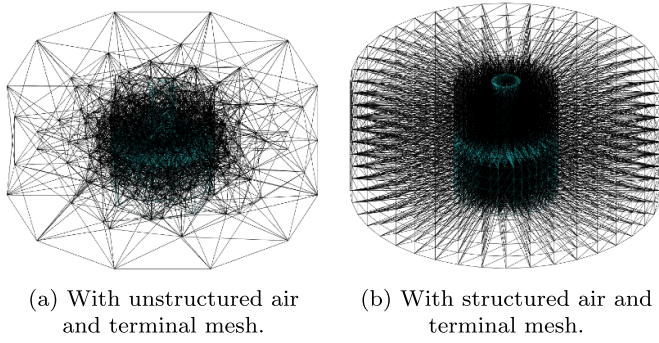 (a) With unstructured air
and terminal mesh.
(b) With structured air and
terminal mesh.